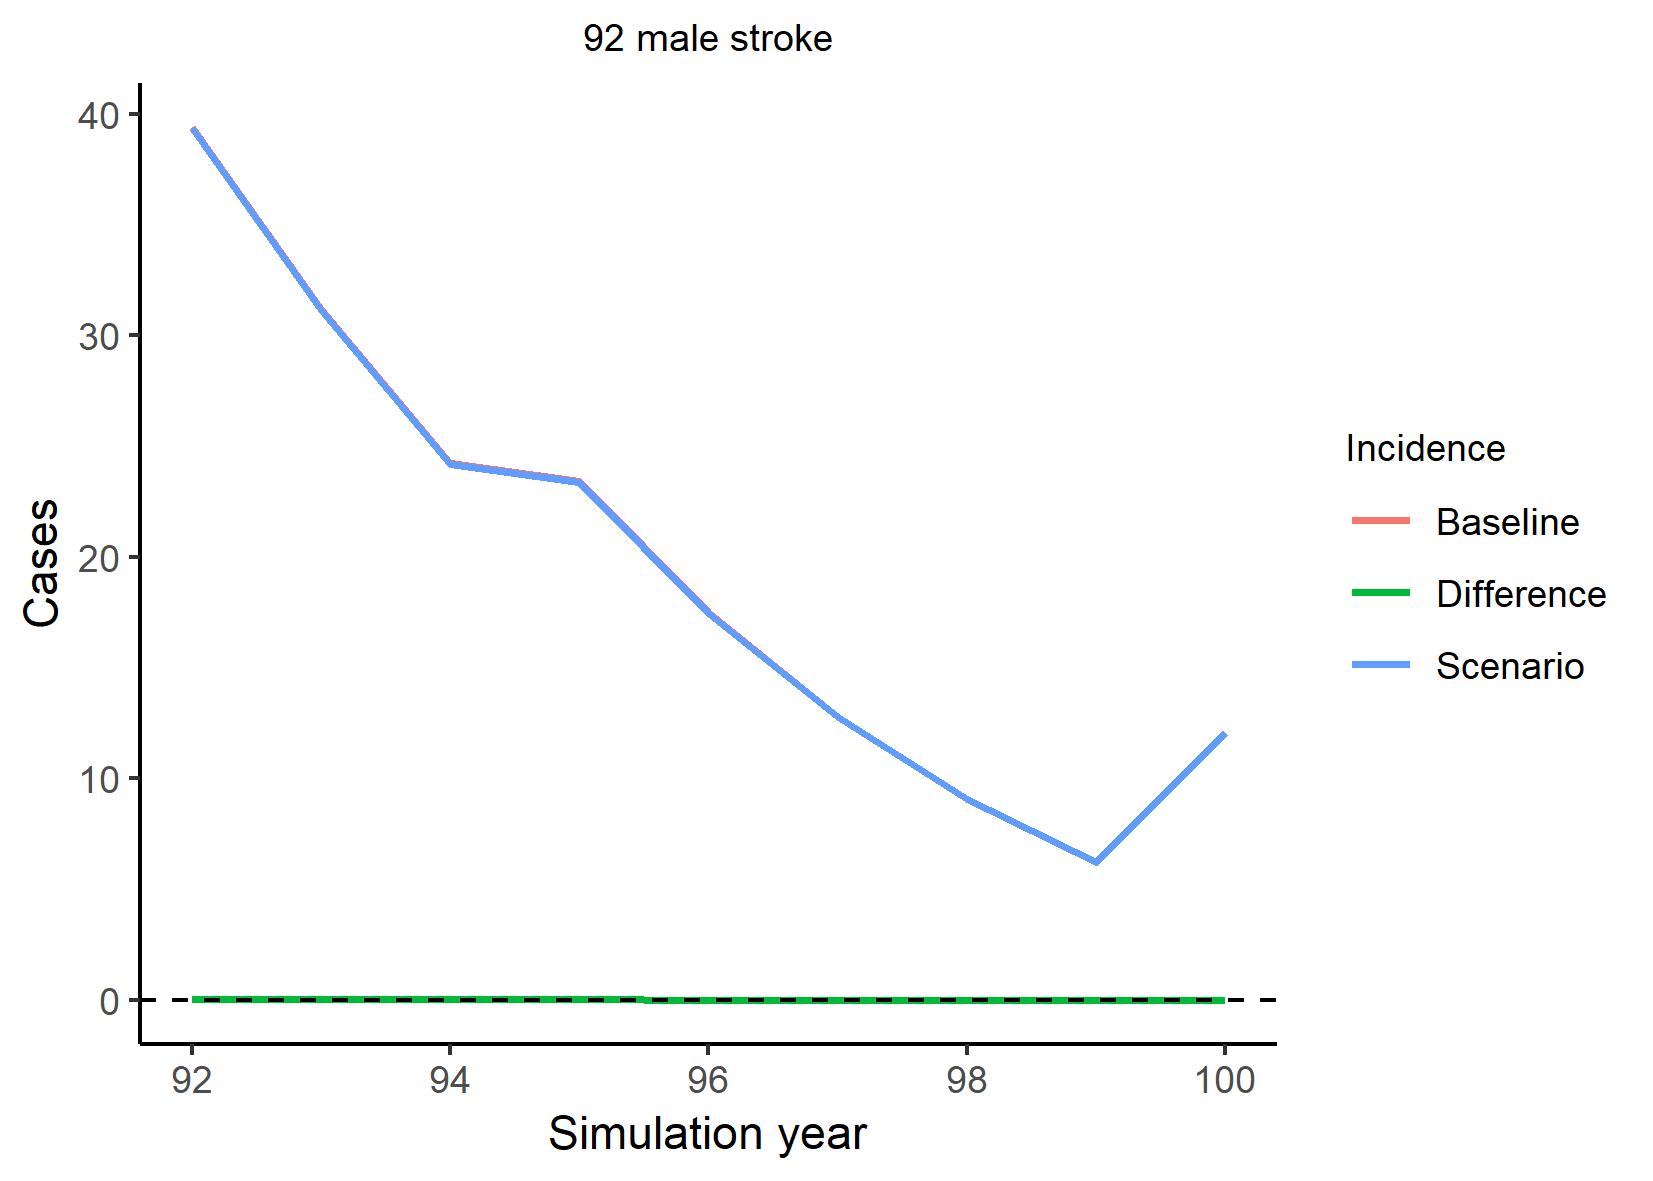 92 male stroke
40
30
20
10
0
Cases
92 94 96 98 100
Simulation year
Incidence
Baseline
Difference
Scenario